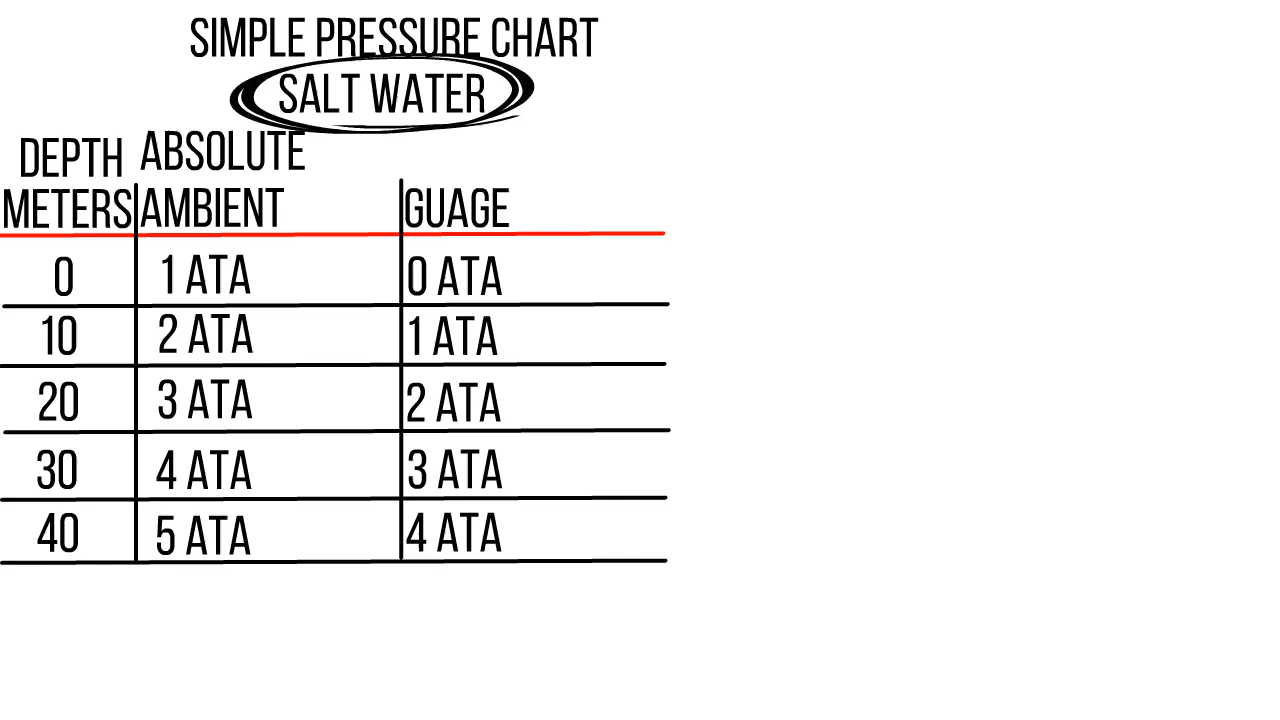 SIMPLE PRESSURE CHART
SALT WATER
DEPTH ABSOLUTE
METERS AMBIENT GUAGE
0 1 ATA 0 ATA
10 2 ATA 1 ATA
20 3 ATA 2 ATA
30 4 ATA 3 ATA
40 5 ATA 4 ATA